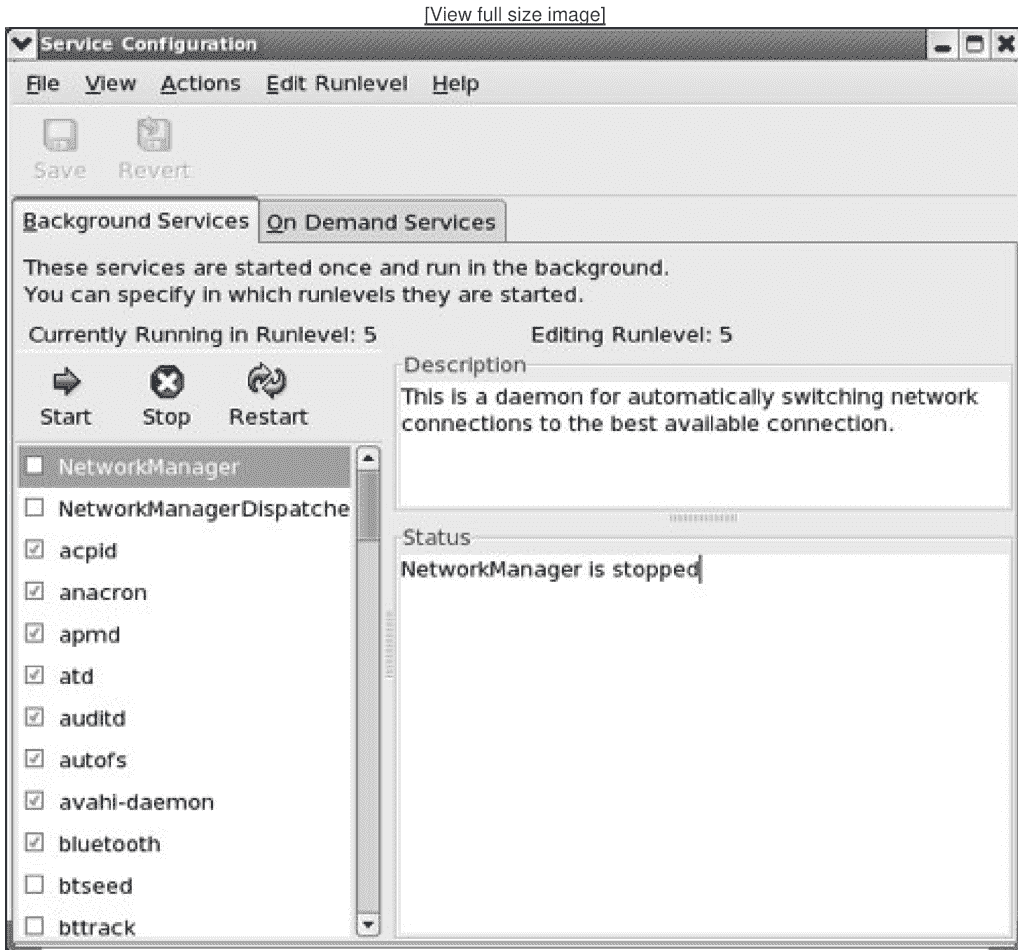 [View full size image]
Service Configuration
File View Actions Edit Runlevel Help
Save Revert
Background Services On Demand Services
These services are started once and run in the background.
You can specify in which runlevels they are started.
Currently Running in Runlevel: 5 Editing Runlevel: 5
Start Stop Restart
Description
This is a daemon for automatically switching network
connections to the best available connection.
NetworkManager
NetworkManagerDispatche
acpid
anacron
apmd
atd
auditd
autofs
avahi-daemon
bluetooth
btseed
bttrack
Status
NetworkManager is stopped